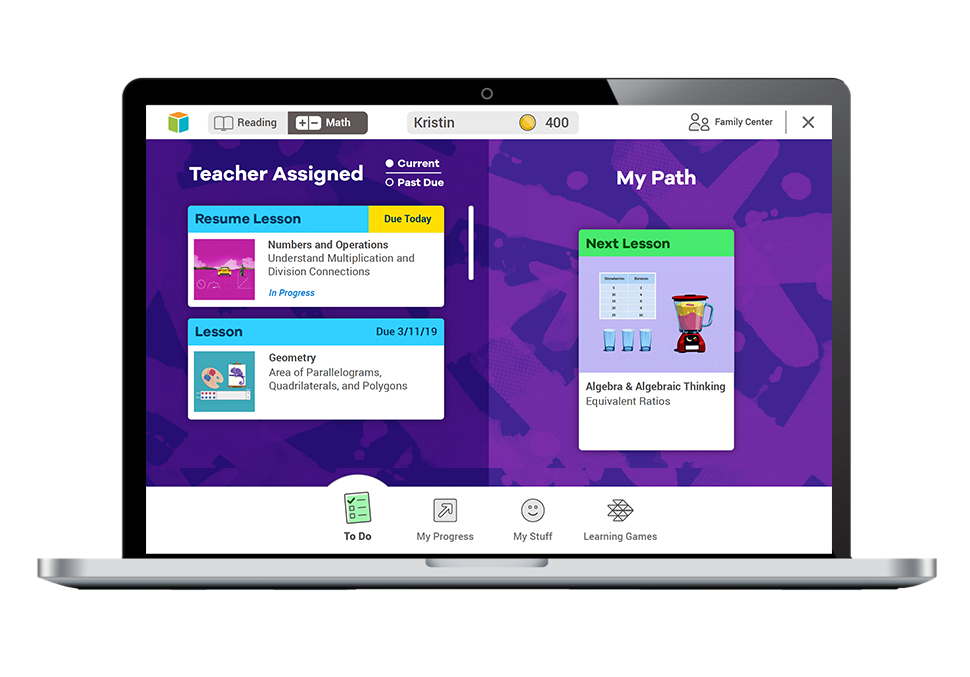 Reading
Math
Kristin
400
Family Center
Teacher Assigned
Current
Past Due
Resume Lesson
Due Today
Numbers and Operations
Understand Multiplication and
Division Connections
In Progress
Lesson
Due 3/11/19
Geometry
Area of Parallelograms,
Quadrilaterals, and Polygons
My Path
Next Lesson
Strawberries Bananas
Algebra & Algebraic Thinking
Equivalent Ratios
To Do
My Progress
My Stuff
Learning Games